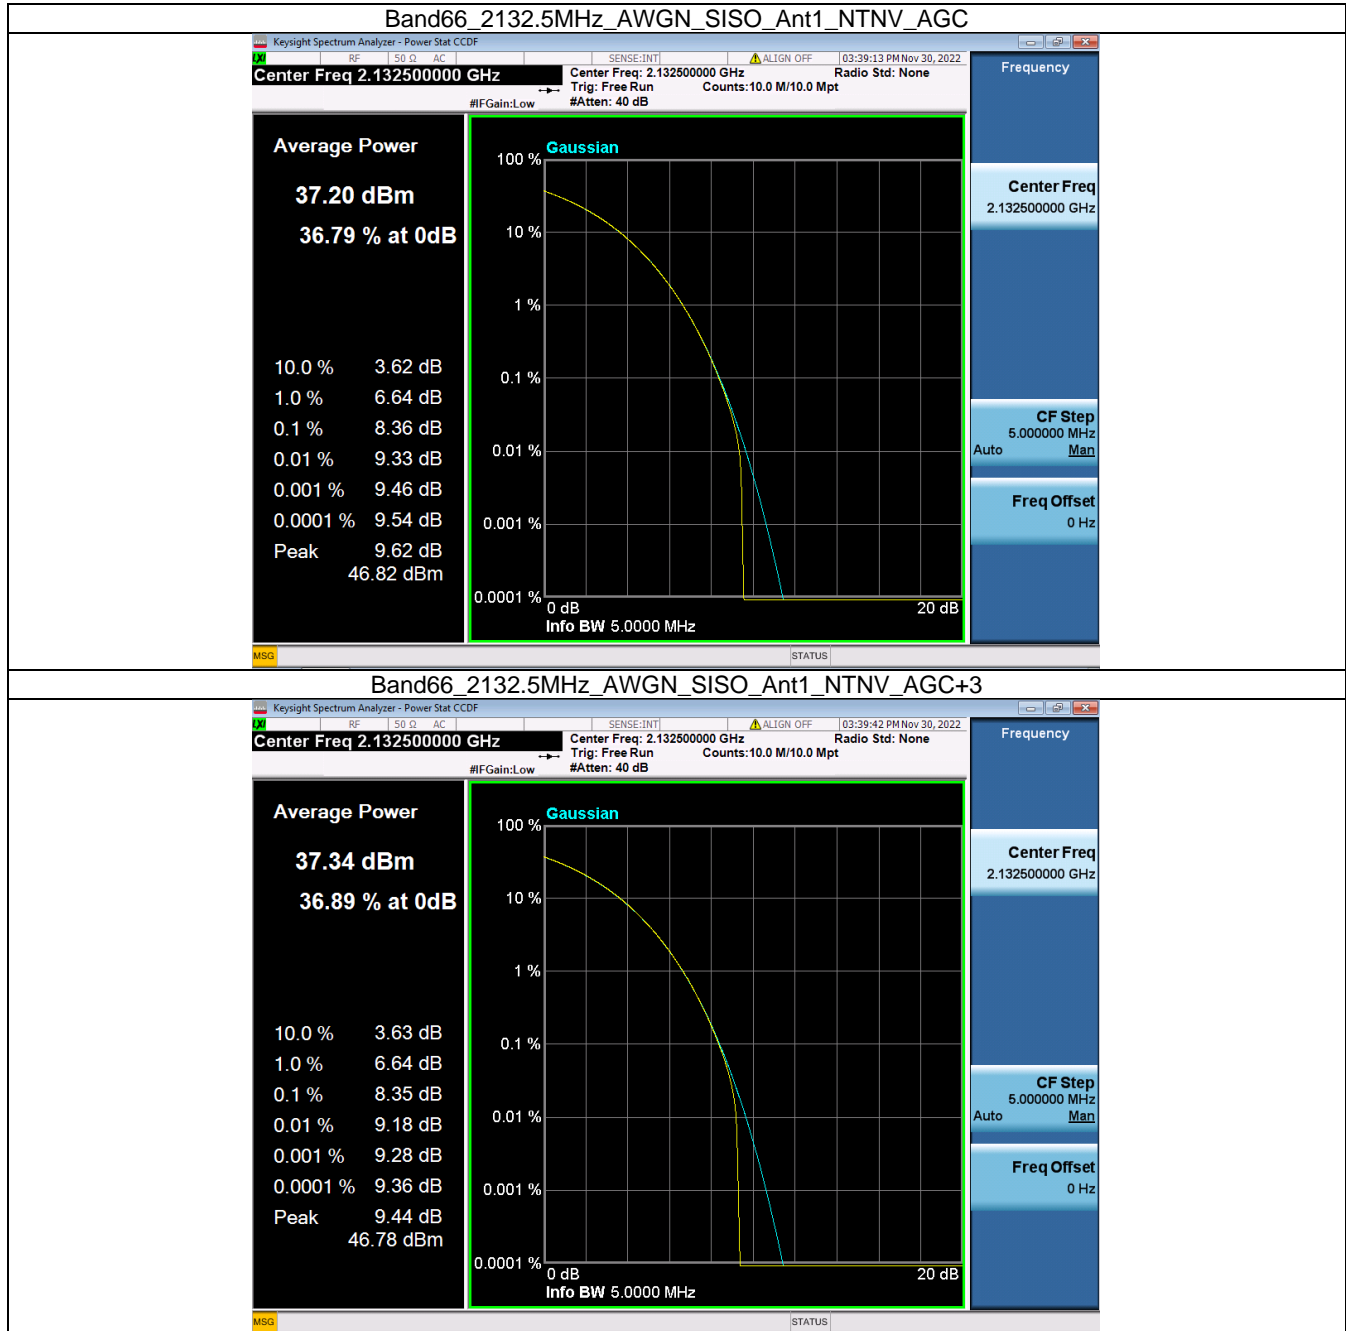 Band66_2132.5MHz_AWGN_SISO_Ant1_NTNV_AGC
Keysight Spectrum Analyzer - Power Stat CCDF
LXI RF 50 Ω AC SENSE:INT ALIGN OFF 03:39:13 PM Nov 30, 2022
Center Freq 2.132500000 GHz
Center Freq: 2.132500000 GHz Radio Std: None
Trig: Free Run Counts:10.0 M/10.0 Mpt
#IFGain:Low #Atten: 40 dB
Frequency
Average Power
37.20 dBm
36.79 % at 0dB
10.0 % 3.62 dB
1.0 % 6.64 dB
0.1 % 8.36 dB
0.01 % 9.33 dB
0.001 % 9.46 dB
0.0001 % 9.54 dB
Peak 9.62 dB
46.82 dBm
Gaussian
100 %
10 %
1 %
0.1 %
0.01 %
0.001 %
0.0001 %
0 dB 20 dB
Info BW 5.0000 MHz
Center Freq
2.132500000 GHz
CF Step
5.000000 MHz
Auto Man
Freq Offset
0 Hz
MSG STATUS
Band66_2132.5MHz_AWGN_SISO_Ant1_NTNV_AGC+3
Keysight Spectrum Analyzer - Power Stat CCDF
LXI RF 50 Ω AC SENSE:INT ALIGN OFF 03:39:42 PM Nov 30, 2022
Center Freq 2.132500000 GHz
Center Freq: 2.132500000 GHz Radio Std: None
Trig: Free Run Counts:10.0 M/10.0 Mpt
#IFGain:Low #Atten: 40 dB
Frequency
Average Power
37.34 dBm
36.89 % at 0dB
10.0 % 3.63 dB
1.0 % 6.64 dB
0.1 % 8.35 dB
0.01 % 9.18 dB
0.001 % 9.28 dB
0.0001 % 9.36 dB
Peak 9.44 dB
46.78 dBm
Gaussian
100 %
10 %
1 %
0.1 %
0.01 %
0.001 %
0.0001 %
0 dB 20 dB
Info BW 5.0000 MHz
Center Freq
2.132500000 GHz
CF Step
5.000000 MHz
Auto Man
Freq Offset
0 Hz
MSG STATUS